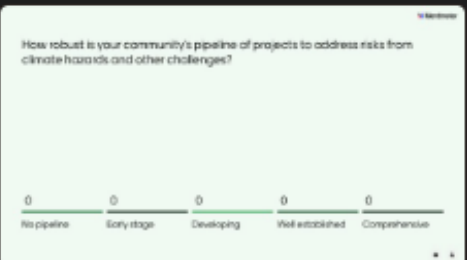 Mentimeter
How robust is your community's pipeline of projects to address risks from
climate hazards and other challenges?
0 0 0 0 0
No pipeline Early stage Developing Well established Comprehensive